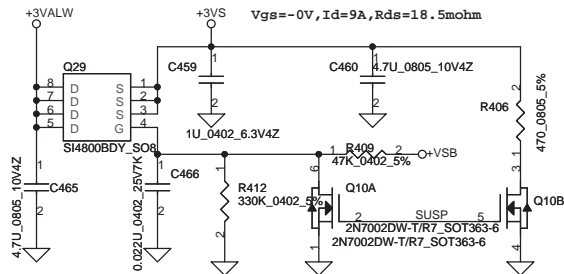 +3VALW
+3VS
Vgs=-0V,Id=9A,Rds=18.5mohm
Q29
8 D S 1
7 D S 2
6 D S 3
5 D G 4
SI4800BDY_SO8
C459
1
2
1U_0402_6.3V4Z
C460
1
2
4.7U_0805_10V4Z
R406
2
1
470_0805_5%
R409
1
2
47K_0402_5%
+VSB
C465
1
2
4.7U_0805_10V4Z
C466
1
2
0.022U_0402_25V7K
R412
1
2
330K_0402_5%
Q10A
6
2
1
SUSP
Q10B
3
5
4
2N7002DW-T/R7_SOT363-6
2N7002DW-T/R7_SOT363-6